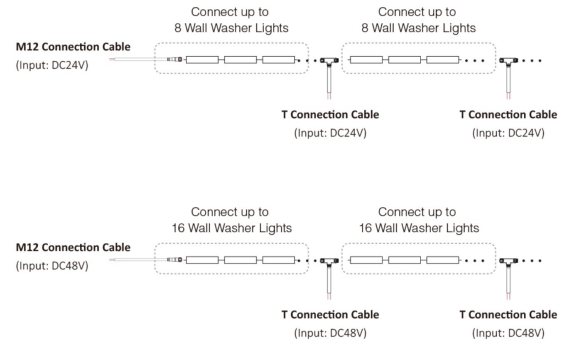 Connect up to
8 Wall Washer Lights
Connect up to
8 Wall Washer Lights
M12 Connection Cable
(Input: DC24V)
T Connection Cable
(Input: DC24V)
T Connection Cable
(Input: DC24V)
Connect up to
16 Wall Washer Lights
Connect up to
16 Wall Washer Lights
M12 Connection Cable
(Input: DC48V)
T Connection Cable
(Input: DC48V)
T Connection Cable
(Input: DC48V)